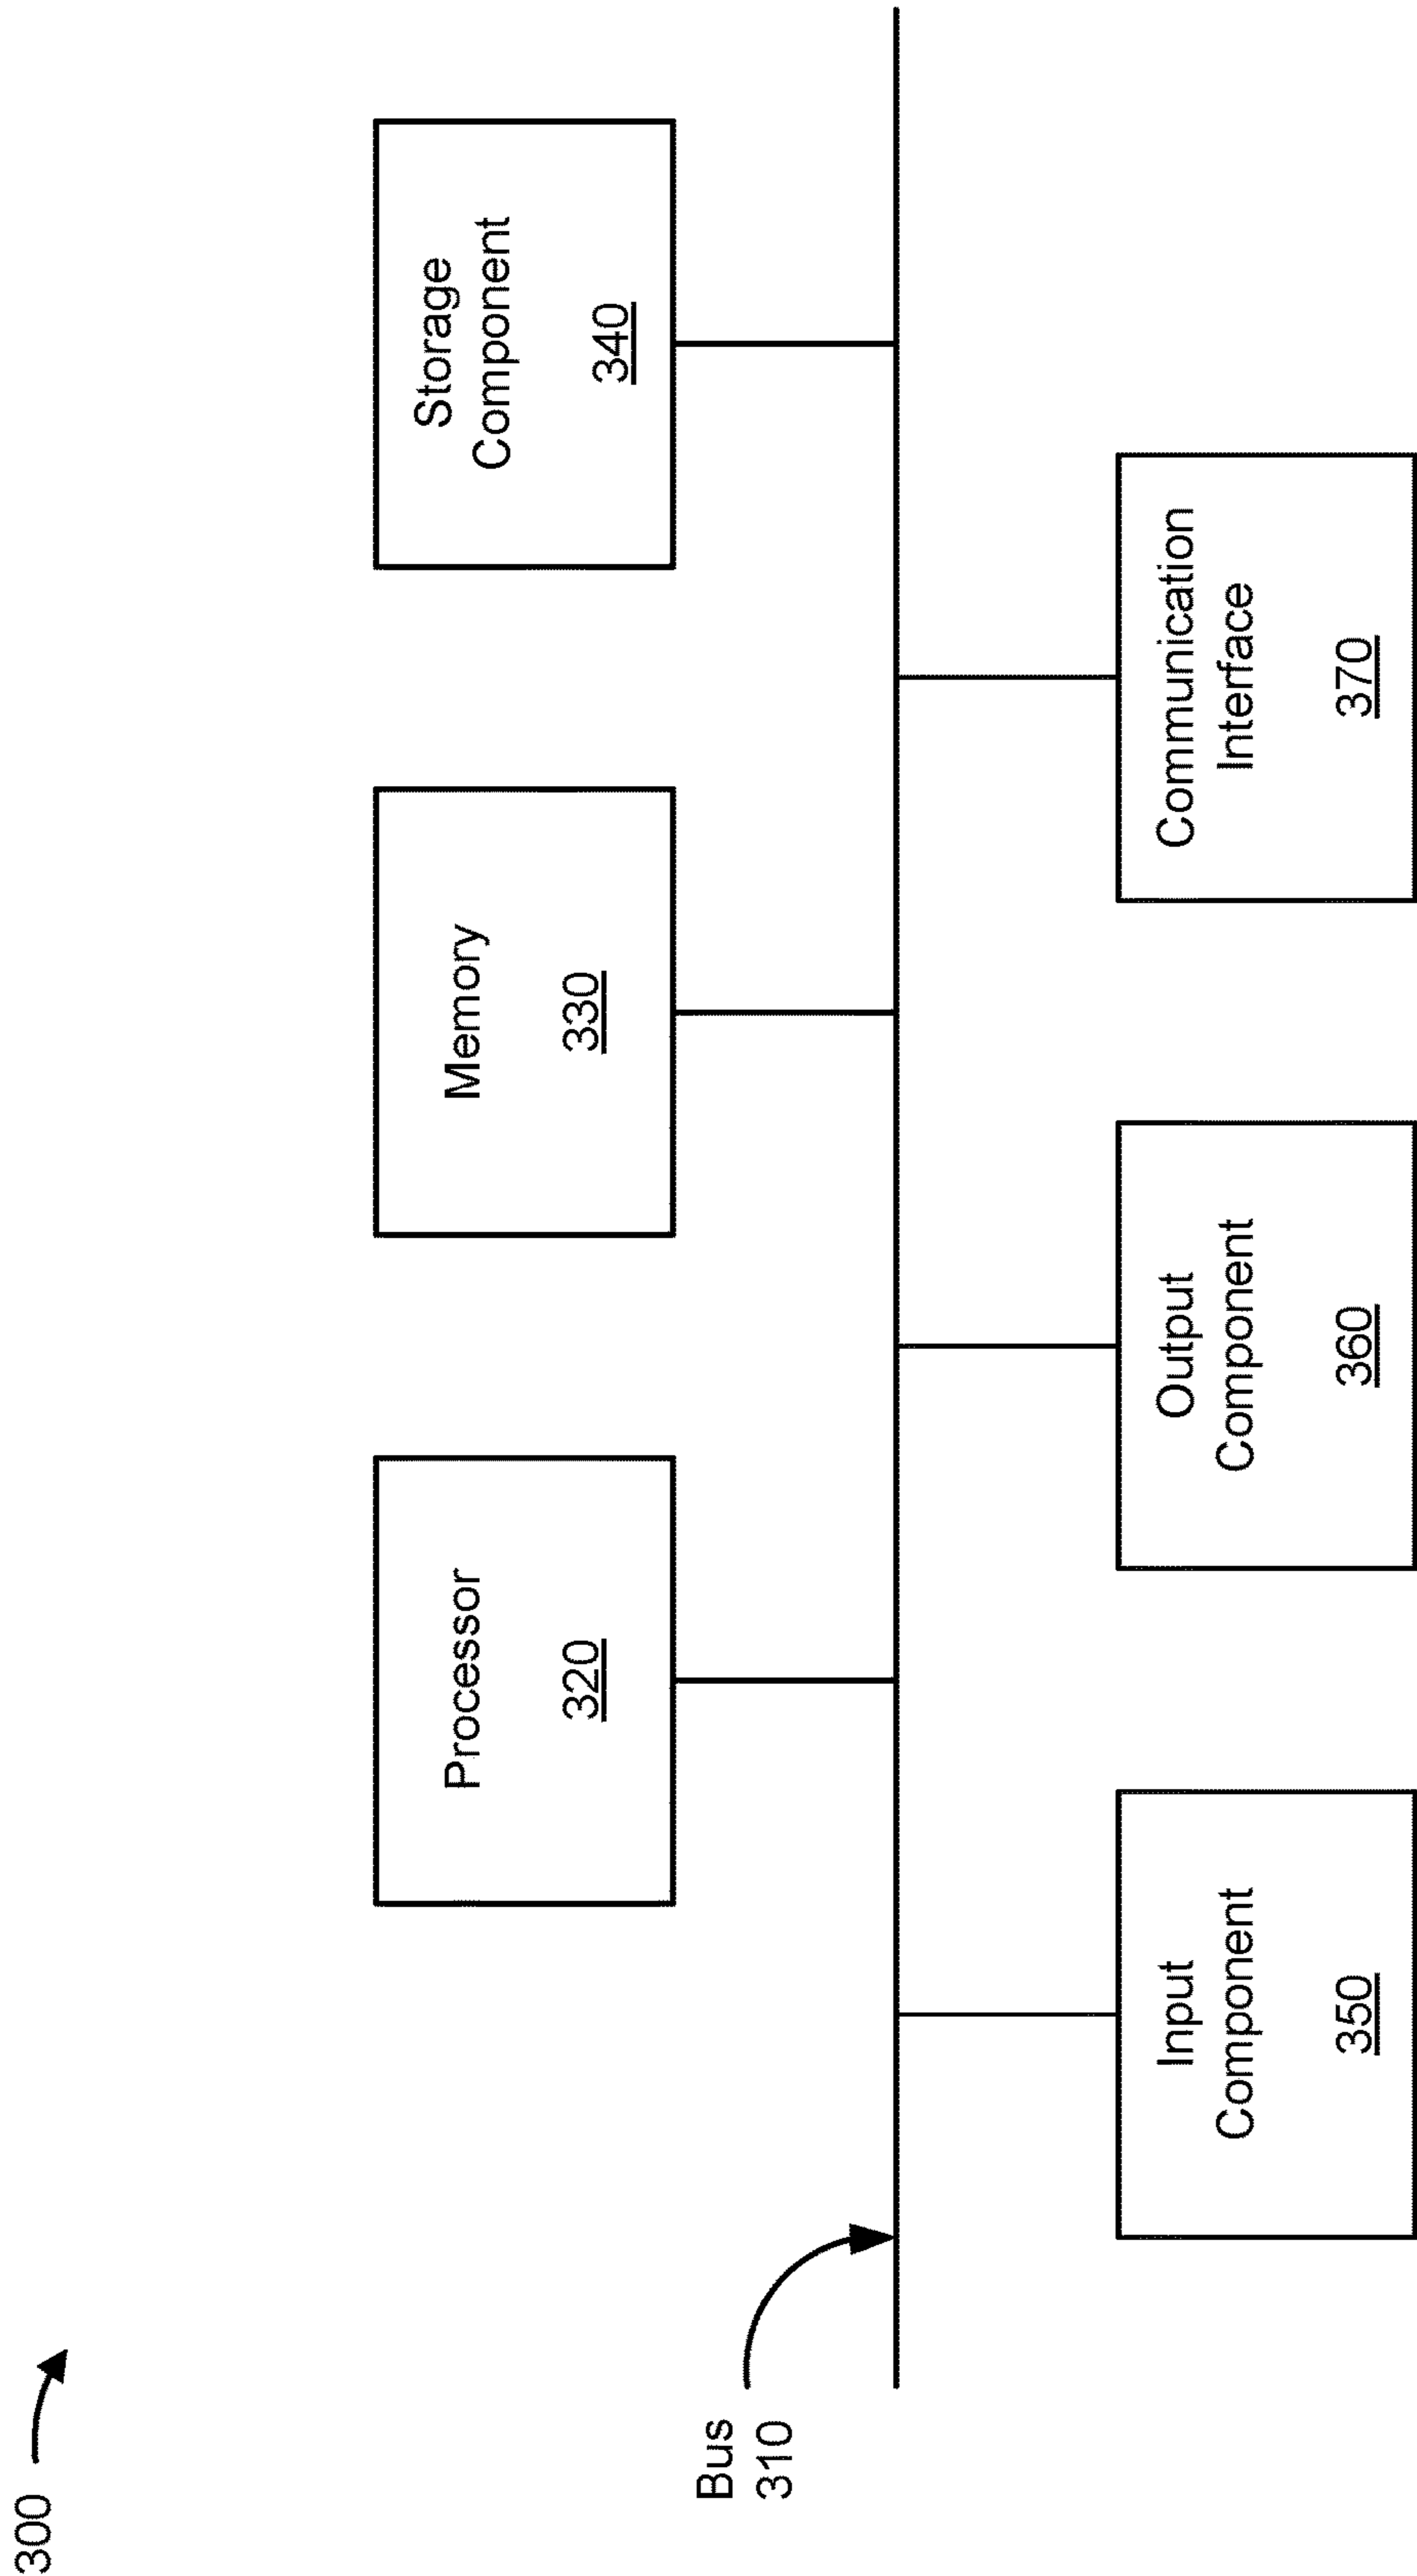 300
Processor
320
Memory
330
Storage
Component
340
Bus
310
Input
Component
350
Output
Component
360
Communication
Interface
370